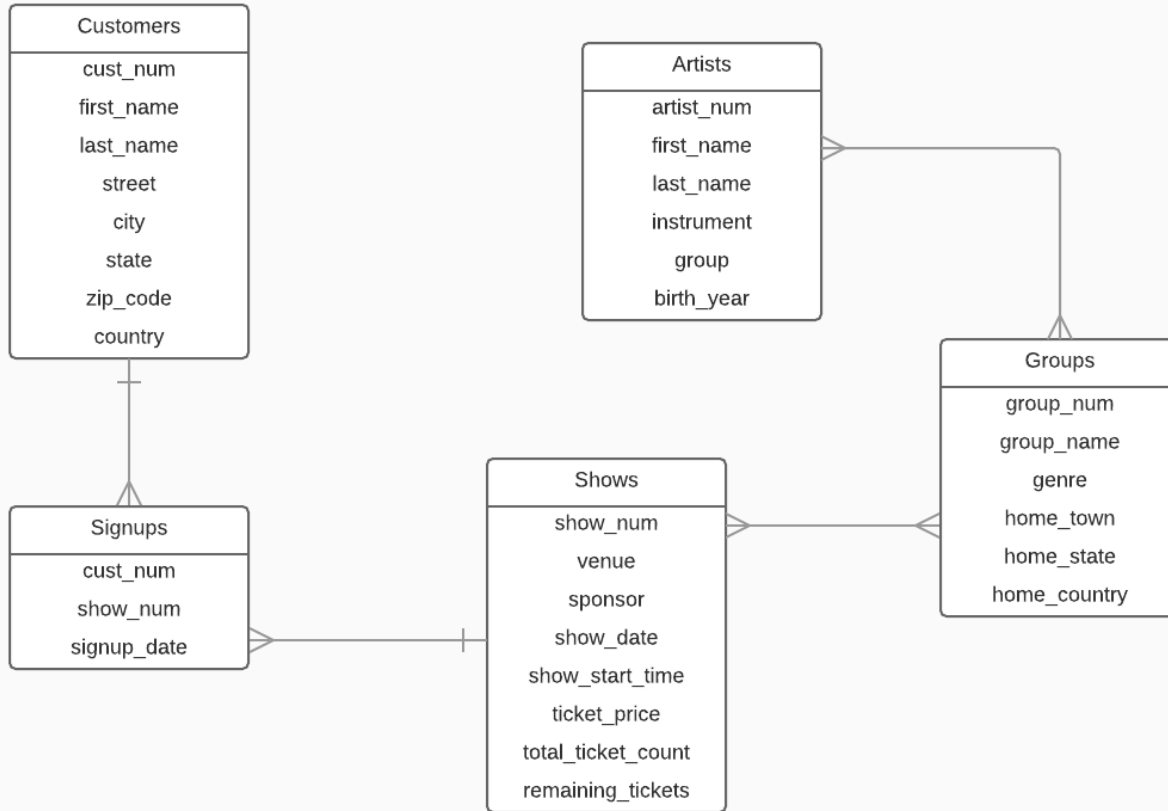 Customers
cust_num
first_name
last_name
street
city
state
zip_code
country
Artists
artist_num
first_name
last_name
instrument
group
birth_year
Groups
group_num
group_name
genre
home_town
home_state
home_country
Signups
cust_num
show_num
signup_date
Shows
show_num
venue
sponsor
show_date
show_start_time
ticket_price
total_ticket_count
remaining_tickets